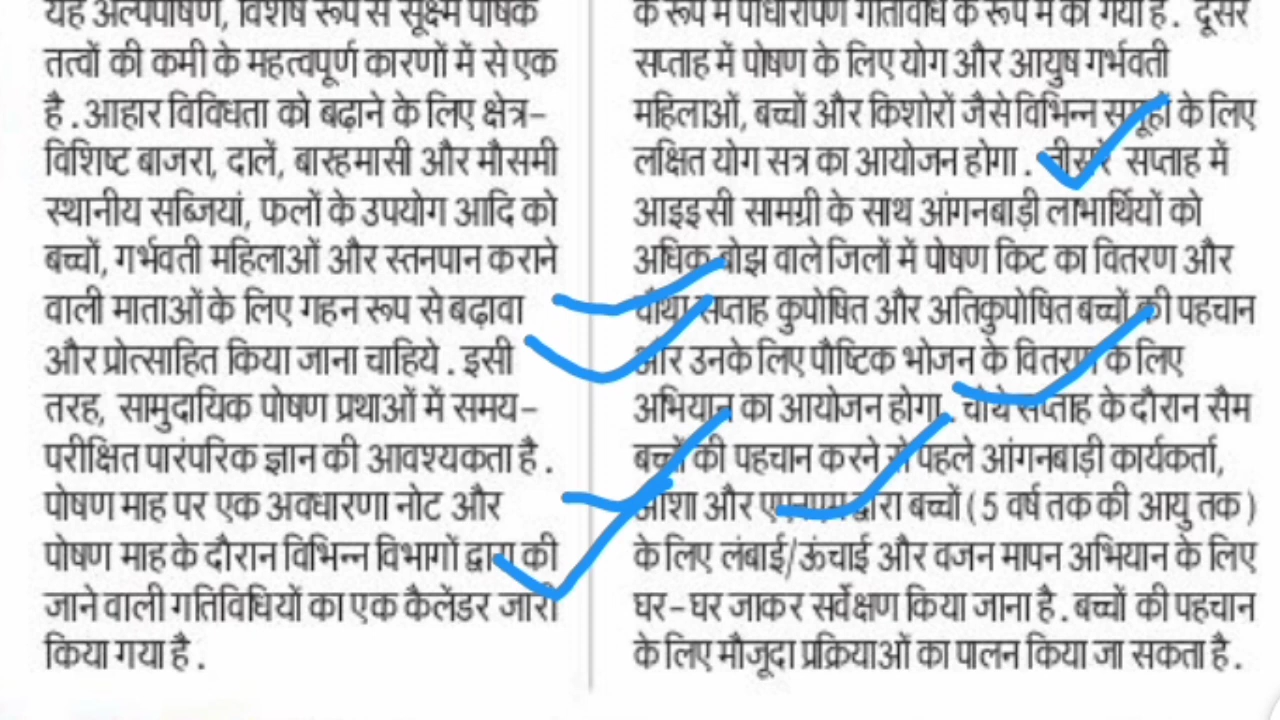 यह अल्पपोषण, विशेष रूप से सूक्ष्म पोषक
तत्वों की कमी के महत्वपूर्ण कारणों में से एक
है . आहार विविधता को बढ़ाने के लिए क्षेत्र-
विशिष्ट बाजरा, दालें, बारहमासी और मौसमी
स्थानीय सब्जियां, फलों के उपयोग आदि को
बच्चों, गर्भवती महिलाओं और स्तनपान कराने
वाली माताओं के लिए गहन रूप से बढ़ावा
और प्रोत्साहित किया जाना चाहिये . इसी
तरह, सामुदायिक पोषण प्रथाओं में समय-
परीक्षित पारंपरिक ज्ञान की आवश्यकता है .
पोषण माह पर एक अवधारणा नोट और
पोषण माह के दौरान विभिन्न विभागों द्वारा की
जाने वाली गतिविधियों का एक कैलेंडर जारी
किया गया है .
के रूप में पौधारोपण गतिविधि के रूप में की गयी है . दूसरे
सप्ताह में पोषण के लिए योग और आयुष गर्भवती
महिलाओं, बच्चों और किशोरों जैसे विभिन्न समूहों के लिए
लक्षित योग सत्र का आयोजन होगा . तीसरे सप्ताह में
आइइसी सामग्री के साथ आंगनबाड़ी लाभार्थियों को
अधिक बोझ वाले जिलों में पोषण किट का वितरण और
चौथा सप्ताह कुपोषित और अतिकुपोषित बच्चों की पहचान
और उनके लिए पौष्टिक भोजन के वितरण के लिए
अभियान का आयोजन होगा . चौथे सप्ताह के दौरान सैम
बच्चों की पहचान करने से पहले आंगनबाड़ी कार्यकर्ता,
आशा और एएनएम द्वारा बच्चों ( 5 वर्ष तक की आयु तक )
के लिए लंबाई/ऊंचाई और वजन मापन अभियान के लिए
घर-घर जाकर सर्वेक्षण किया जाना है . बच्चों की पहचान
के लिए मौजूदा प्रक्रियाओं का पालन किया जा सकता है .